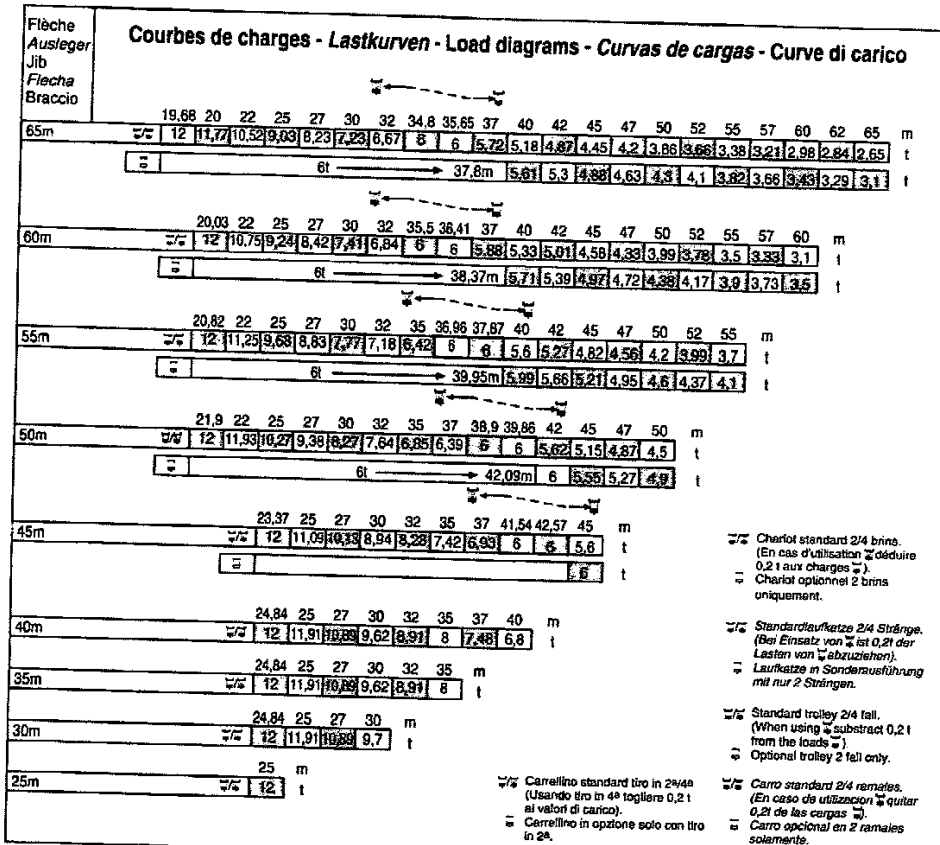 Flèche
Ausleger
Jib
Flecha
Braccio
Courbes de charges - Lastkurven - Load diagrams - Curvas de cargas - Curve di carico
19,68 20 22 25 27 30 32 34,8 35,65 37 40 42 45 47 50 52 55 57 60 62 65 m
65m 12 11,77 10,52 9,03 8,23 7,23 6,67 6 6 5,72 5,18 4,87 4,45 4,2 3,86 3,66 3,38 3,21 2,98 2,84 2,65 t
6t 37,8m 5,61 5,3 4,88 4,63 4,3 4,1 3,82 3,66 3,43 3,29 3,1 t
20,03 22 25 27 30 32 35,5 36,41 37 40 42 45 47 50 52 55 57 60 m
60m 12 10,75 9,24 8,42 7,41 6,84 6 6 5,88 5,33 5,01 4,58 4,33 3,99 3,78 3,5 3,33 3,1 t
6t 38,37m 5,71 5,39 4,97 4,72 4,38 4,17 3,9 3,73 3,5 t
20,82 22 25 27 30 32 35 36,96 37,87 40 42 45 47 50 52 55 m
55m 12 11,25 9,68 8,83 7,77 7,18 6,42 6 6 5,6 5,27 4,82 4,56 4,2 3,99 3,7 t
6t 39,95m 5,99 5,66 5,21 4,95 4,6 4,37 4,1 t
21,9 22 25 27 30 32 35 37 38,9 39,86 42 45 47 50 m
50m 12 11,93 10,27 9,38 8,27 7,64 6,85 6,39 6 6 5,62 5,15 4,87 4,5 t
6t 42,09m 6 5,55 5,27 4,9 t
23,37 25 27 30 32 35 37 41,54 42,57 45 m
45m 12 11,09 10,13 8,94 8,28 7,42 6,93 6 6 5,6 t
6 t
24,84 25 27 30 32 35 37 40 m
40m 12 11,91 10,89 9,62 8,91 8 7,48 6,8 t
24,84 25 27 30 32 35 m
35m 12 11,91 10,89 9,62 8,91 8 t
24,84 25 27 30 m
30m 12 11,91 10,89 9,7 t
25 m
25m 12 t
Chariot standard 2/4 brins.
(En cas d'utilisation déduire
0,2 t aux charges ).
Chariot optionnel 2 brins
uniquement.
Standardlaufkatze 2/4 Stränge.
(Bei Einsatz von ist 0,2t der
Lasten von abzuziehen).
Laufkatze in Sonderausführung
mit nur 2 Strängen.
Standard trolley 2/4 fall.
(When using substract 0,2 t
from the loads )
Optional trolley 2 fell only.
Carrellino standard tiro in 2ª/4ª
(Usando tiro in 4ª togliere 0,2 t
ai valori di carico).
Carrellino in opzione solo con tiro
in 2ª.
Carro standard 2/4 ramales.
(En caso de utilizacion quitar
0,2t de las cargas ).
Carro opcional en 2 ramales
solamente.